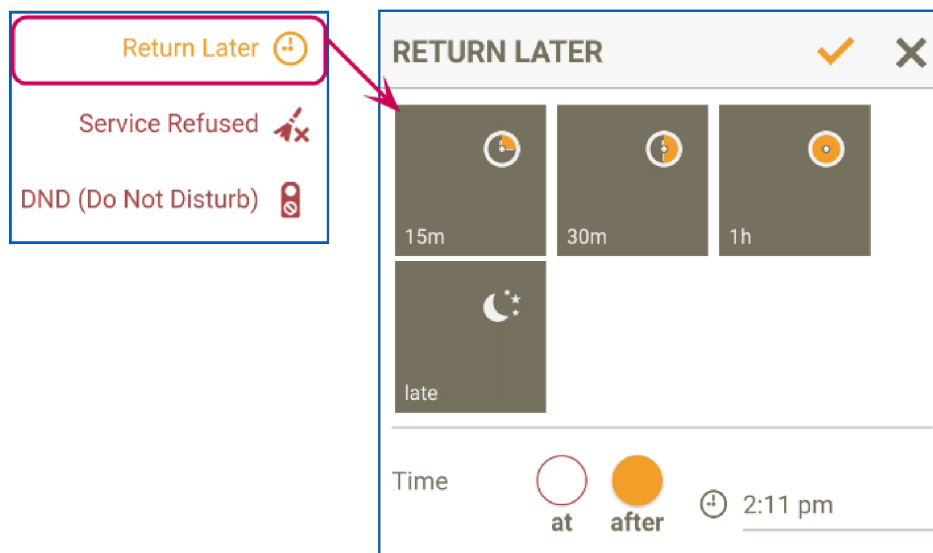 Return Later
Service Refused
DND (Do Not Disturb)
RETURN LATER
15m
30m
1h
late
Time
at
after
2:11 pm